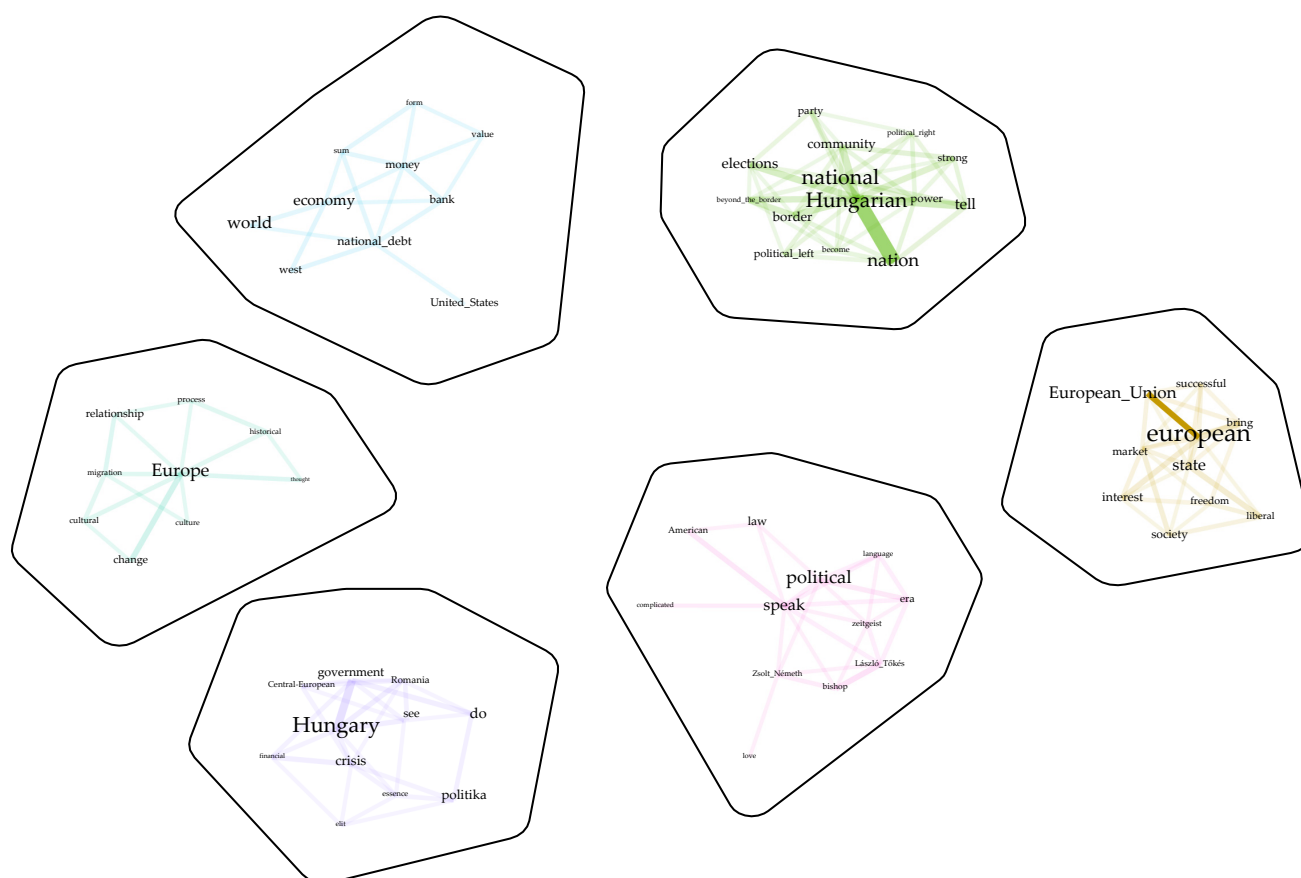 form
value
sum
money
economy
bank
world
national_debt
west
United_States
party
political_right
community
strong
elections
national
beyond_the_border
Hungarian
power
tell
border
become
political_left
nation
European_Union
successful
bring
european
market
state
interest
freedom
liberal
society
process
relationship
historical
Europe
migration
thought
cultural
culture
change
law
American
language
political
speak
complicated
era
zeitgeist
László_Tőkés
Zsolt_Németh
bishop
love
government
Romania
Central-European
see
do
Hungary
financial
crisis
essence
politika
elit